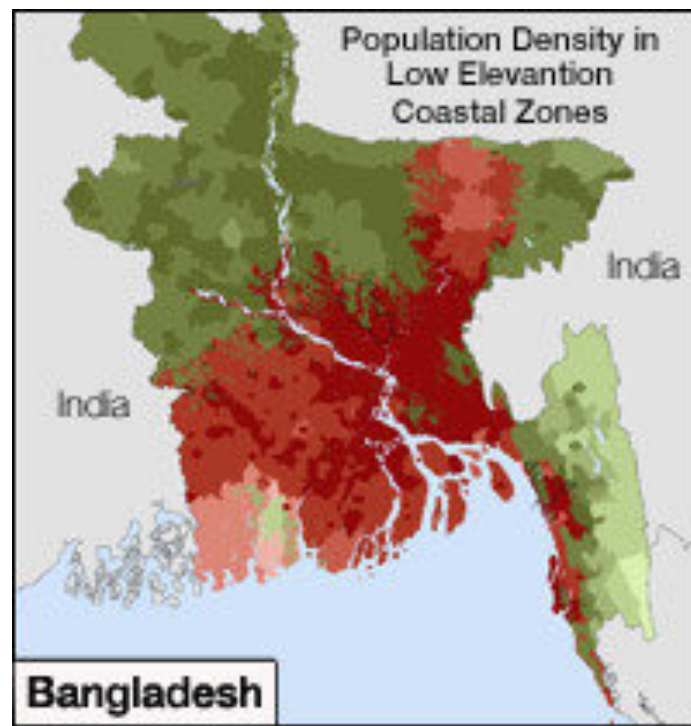 Population Density in
Low Elevantion
Coastal Zones
India
India
Bangladesh